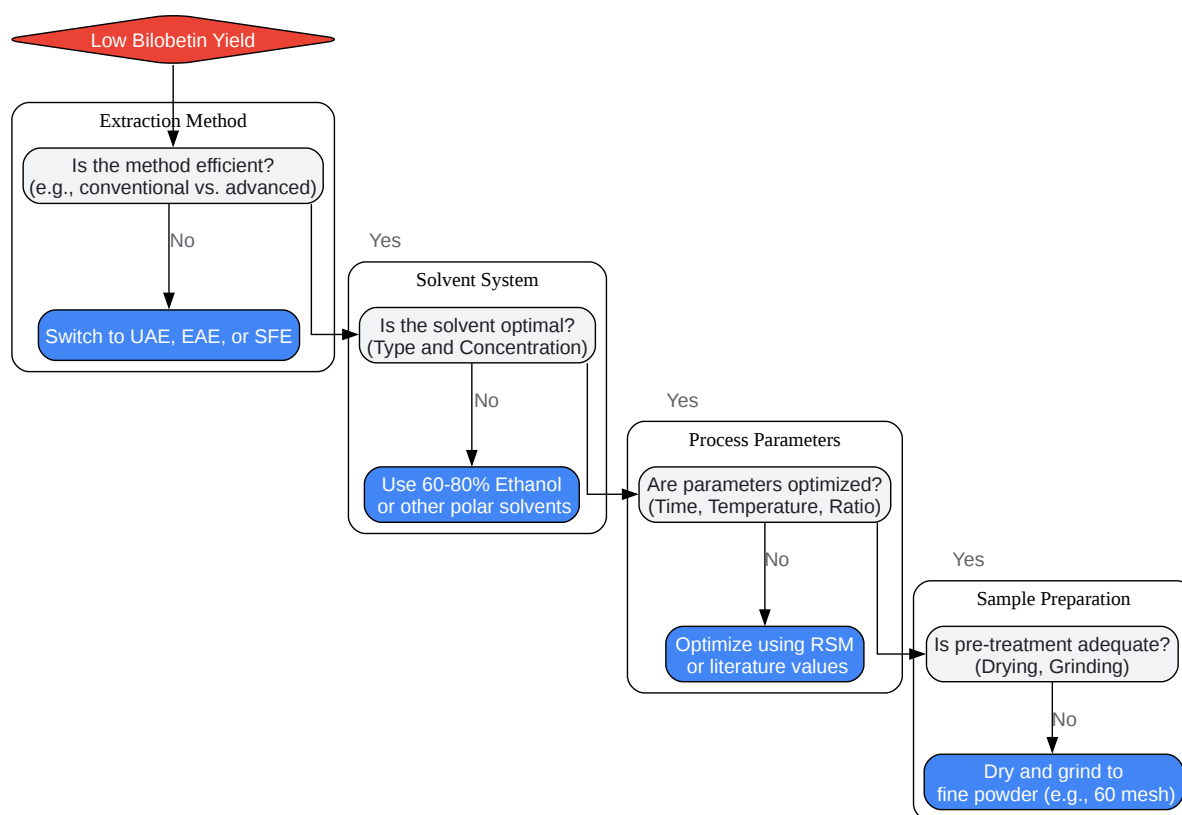 Low Bilobetin Yield
Extraction Method
Is the method efficient?
(e.g., conventional vs. advanced)
No
Yes
Switch to UAE, EAE, or SFE
Solvent System
Is the solvent optimal?
(Type and Concentration)
No
Yes
Use 60-80% Ethanol
or other polar solvents
Process Parameters
Are parameters optimized?
(Time, Temperature, Ratio)
No
Yes
Optimize using RSM
or literature values
Sample Preparation
Is pre-treatment adequate?
(Drying, Grinding)
No
Dry and grind to
fine powder (e.g., 60 mesh)